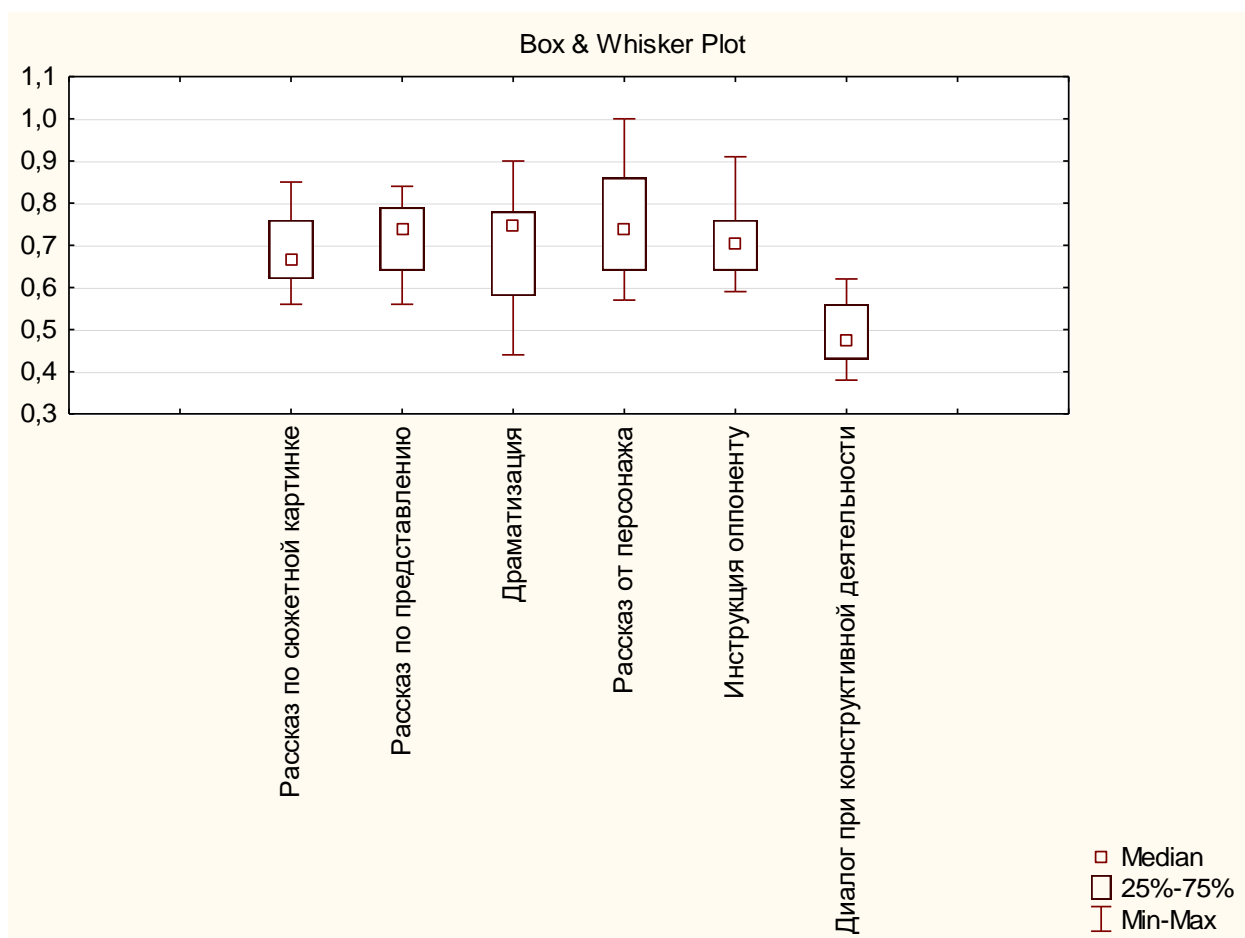 Box & Whisker Plot
1,1
1,0
0,9
0,8
0,7
0,6
0,5
0,4
0,3
Рассказ по сюжетной картинке
Рассказ по представлению
Драматизация
Рассказ от персонажа
Инструкция оппоненту
Диалог при конструктивной деятельности
Median
25%-75%
Min-Max